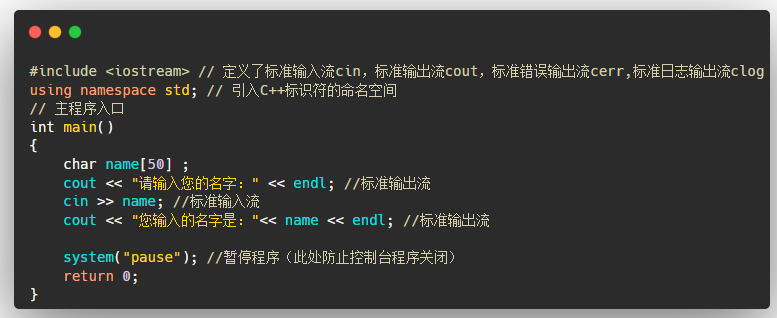 #include <iostream> // 定义了标准输入流cin，标准输出流cout，标准错误输出流cerr,标准日志输出流clog
using namespace std; // 引入C++标识符的命名空间
// 主程序入口
int main()
{
    char name[50] ;
    cout << "请输入您的名字：" << endl; //标准输出流
    cin >> name; //标准输入流
    cout << "您输入的名字是："<< name << endl; //标准输出流
    system("pause"); //暂停程序（此处防止控制台程序关闭）
    return 0;
}